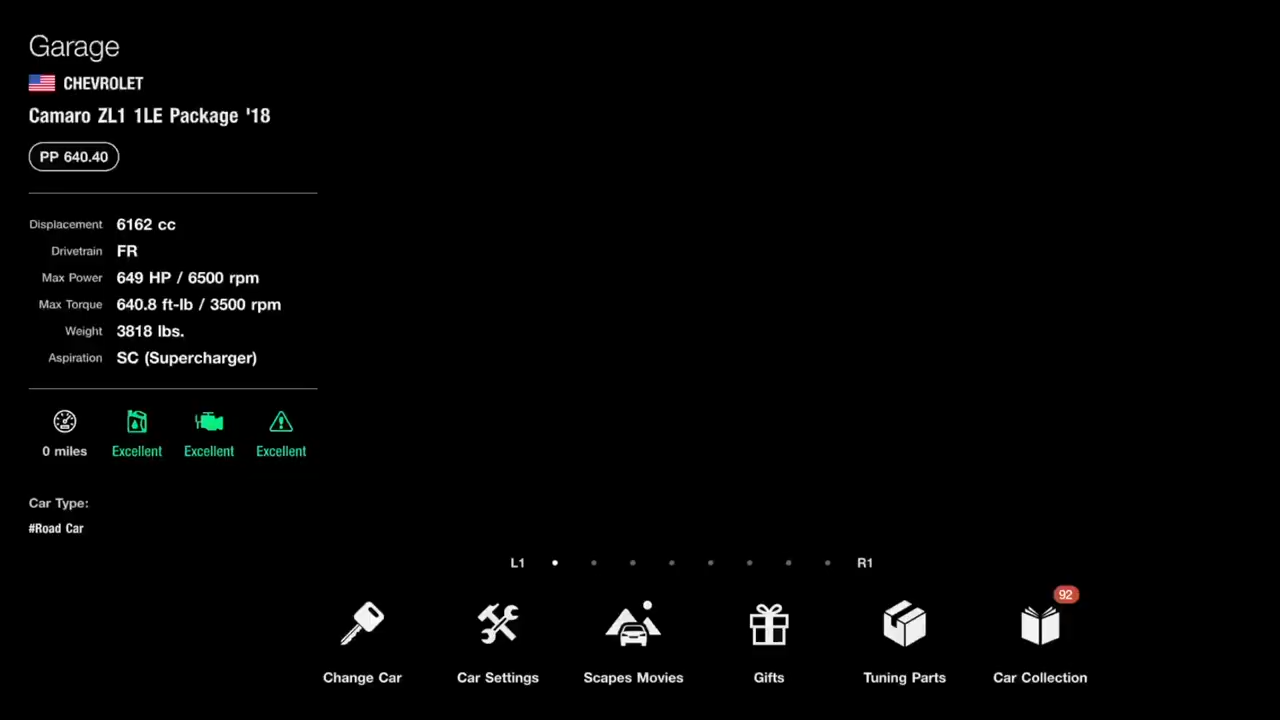 Garage
CHEVROLET
Camaro ZL1 1LE Package '18
PP 640.40
Displacement 6162 cc
Drivetrain FR
Max Power 649 HP / 6500 rpm
Max Torque 640.8 ft-lb / 3500 rpm
Weight 3818 lbs.
Aspiration SC (Supercharger)
0 miles Excellent Excellent Excellent
Car Type:
#Road Car
L1 R1
92
Change Car Car Settings Scapes Movies Gifts Tuning Parts Car Collection